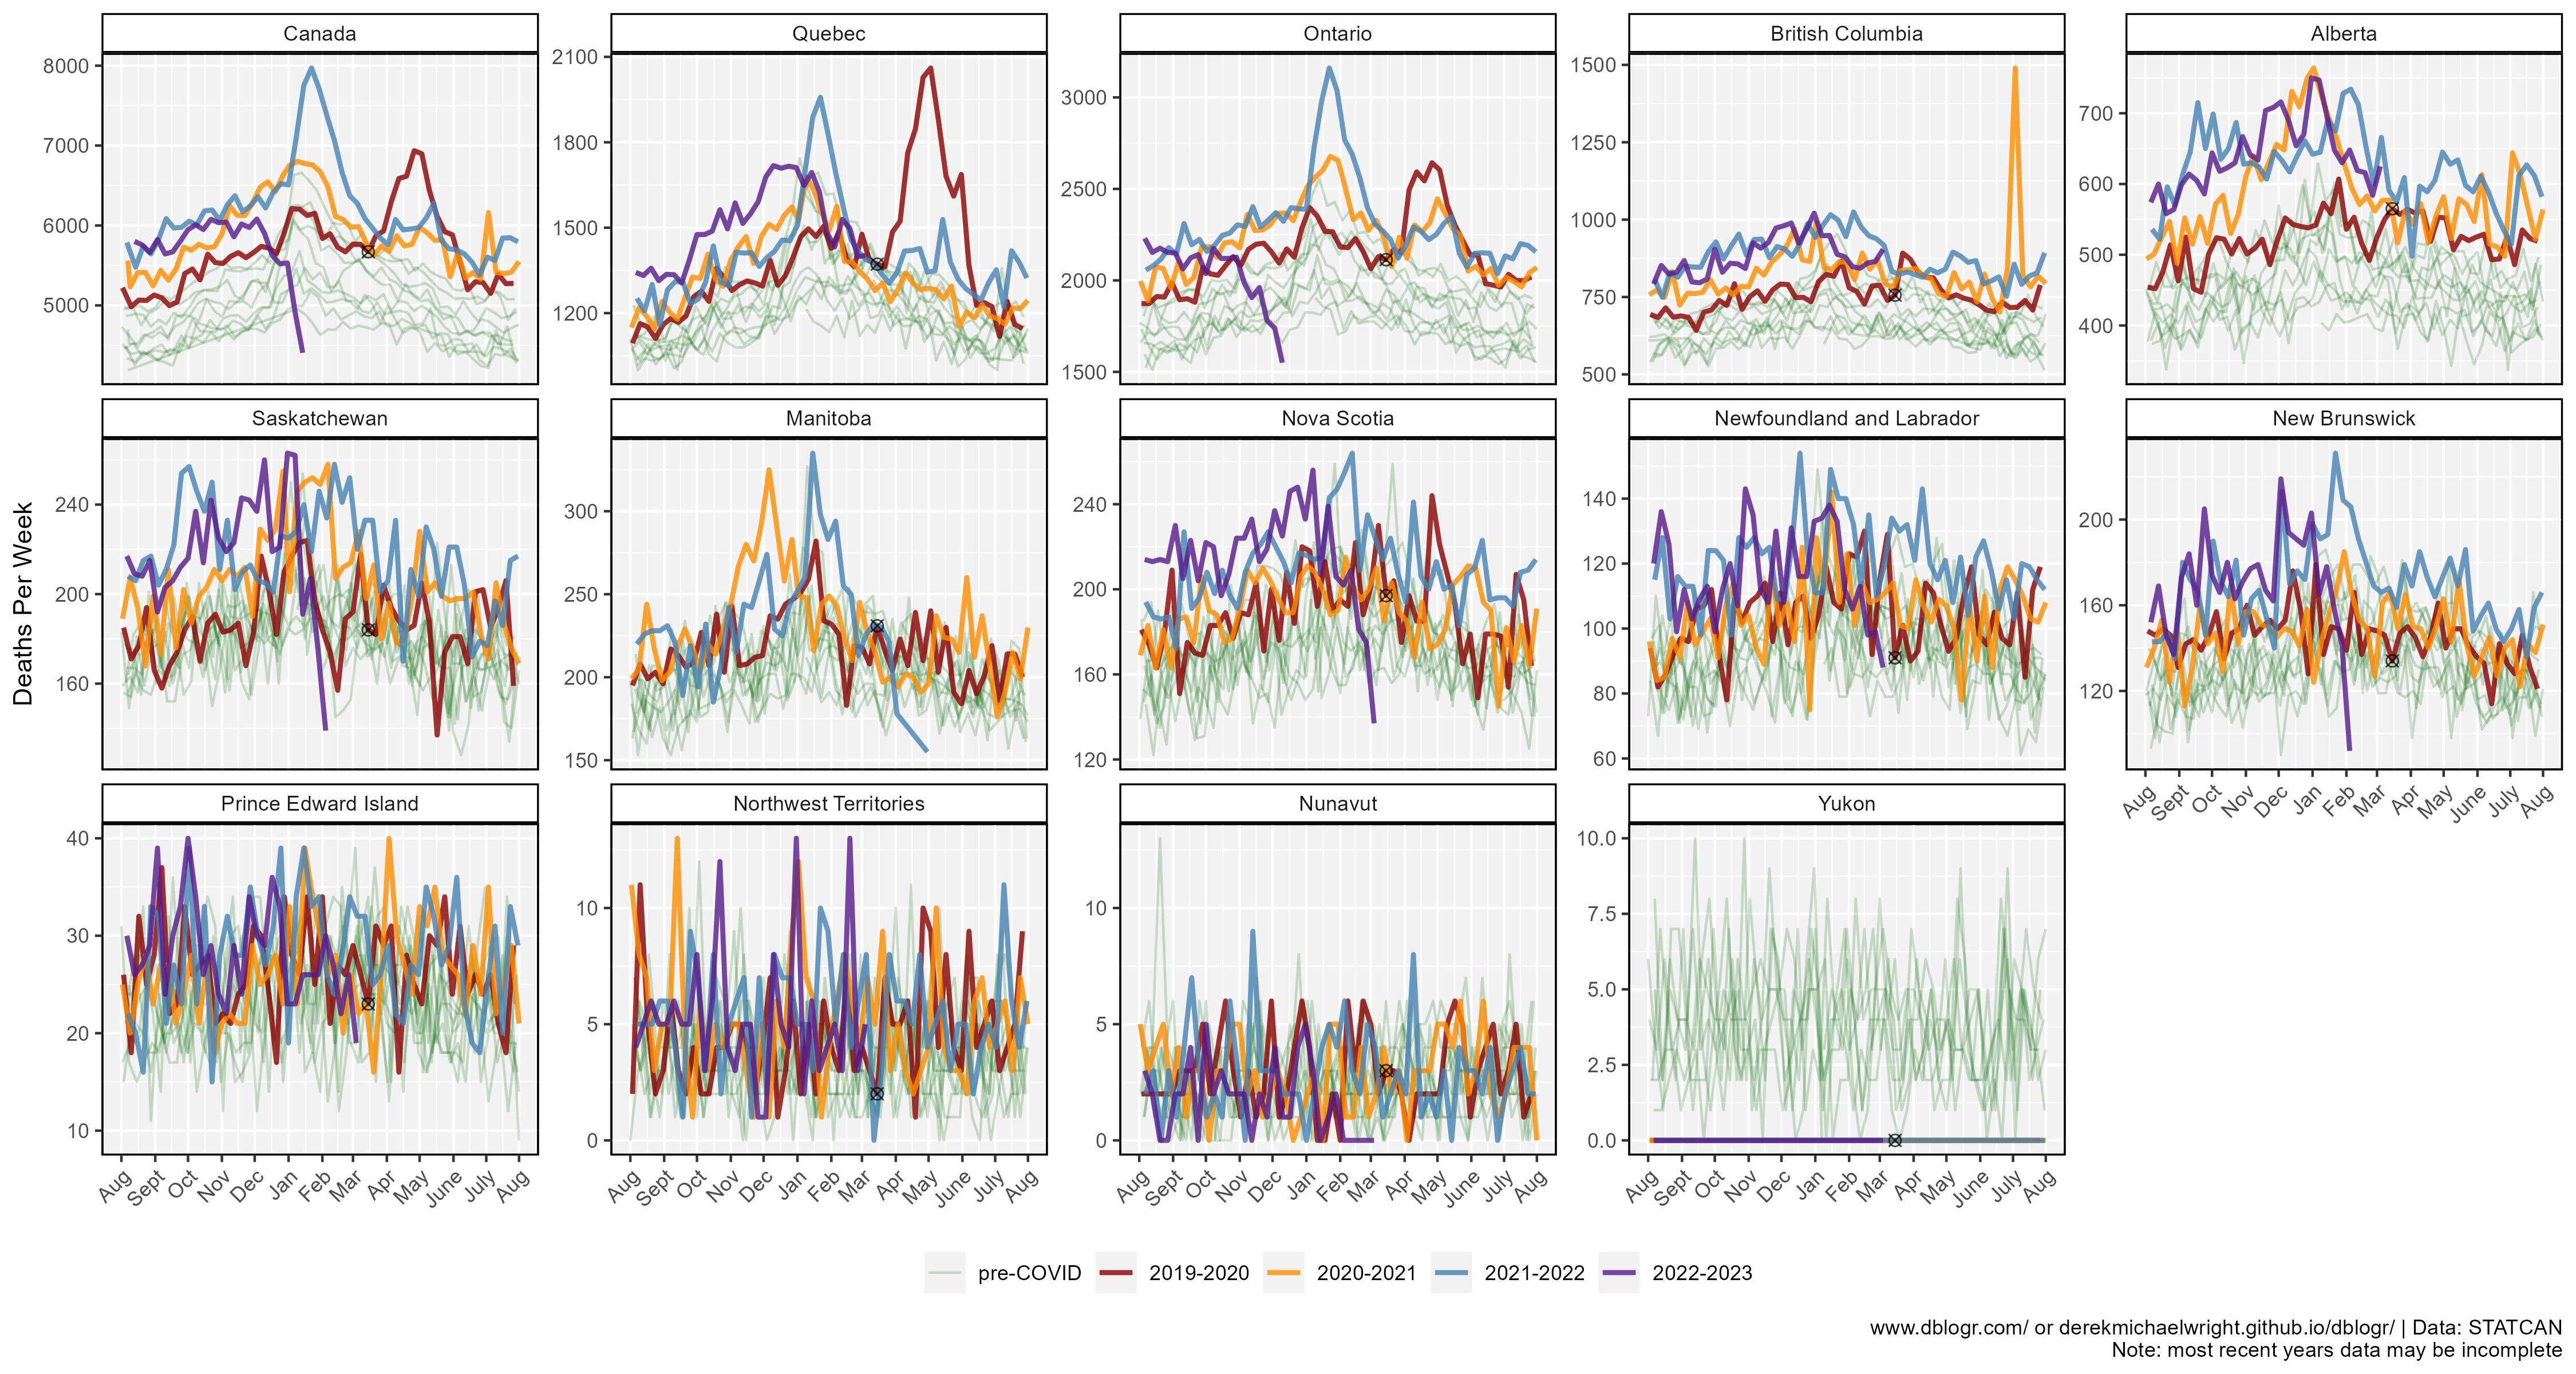 Canada
Quebec
Ontario
British Columbia
Alberta
8000
7000
6000
5000
2100
1800
1500
1200
3000
2500
2000
1500
1500
1250
1000
750
500
700
600
500
400
Deaths Per Week
Saskatchewan
Manitoba
Nova Scotia
Newfoundland and Labrador
New Brunswick
240
200
160
300
250
200
150
240
200
160
120
140
120
100
80
60
200
160
120
Aug Sept Oct Nov Dec Jan Feb Mar Apr May June July Aug
Prince Edward Island
Northwest Territories
Nunavut
Yukon
40
30
20
10
10
5
0
10
5
0
10.0
7.5
5.0
2.5
0.0
Aug Sept Oct Nov Dec Jan Feb Mar Apr May June July Aug
Aug Sept Oct Nov Dec Jan Feb Mar Apr May June July Aug
Aug Sept Oct Nov Dec Jan Feb Mar Apr May June July Aug
Aug Sept Oct Nov Dec Jan Feb Mar Apr May June July Aug
pre-COVID 2019-2020 2020-2021 2021-2022 2022-2023
www.dblogr.com/ or derekmichaelwright.github.io/dblogr/ | Data: STATCAN
Note: most recent years data may be incomplete